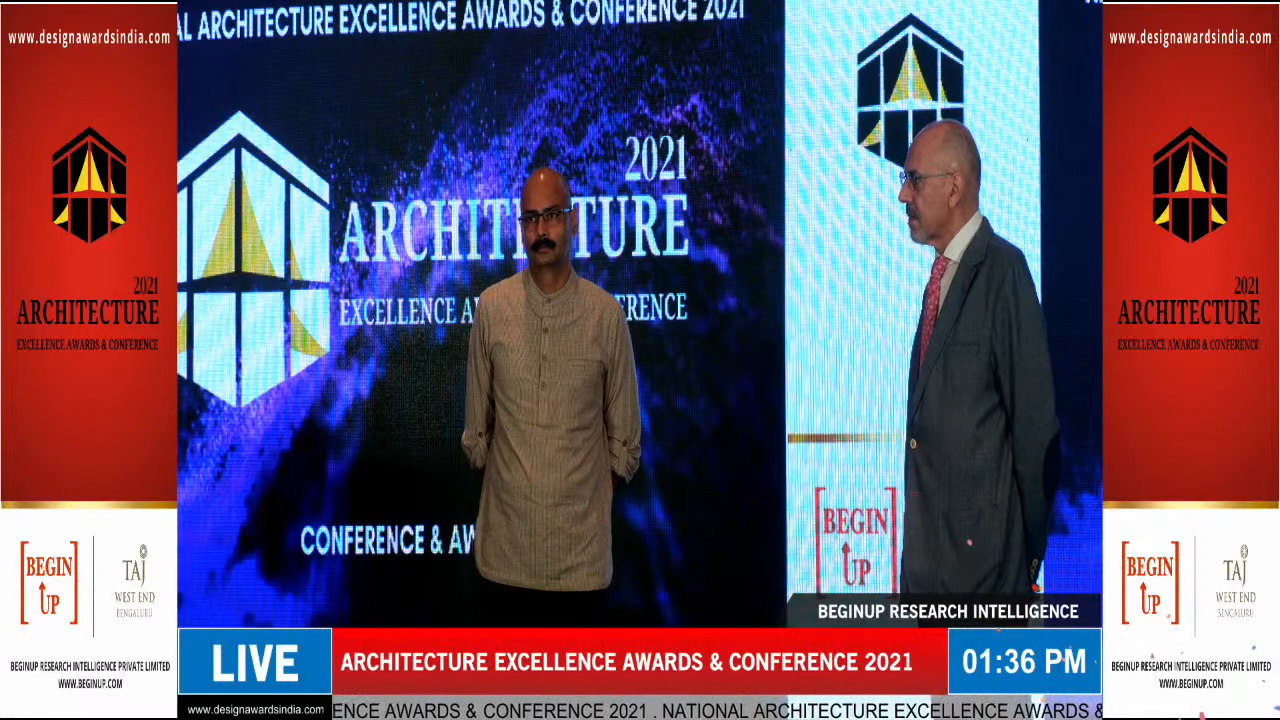 www.designawardsindia.com
2021
ARCHITECTURE
EXCELLENCE AWARDS & CONFERENCE
BEGIN
UP
TAJ
WEST END
BENGALURU
BEGINUP RESEARCH INTELLIGENCE PRIVATE LIMITED
WWW.BEGINUP.COM
AL ARCHITECTURE EXCELLENCE AWARDS & CONFERENCE 2021
2021
ARCHIT TURE
EXCELLENCE A FERENCE
CONFERENCE & AW
BEGIN
UP
BEGINUP RESEARCH INTELLIGENCE
LIVE
ARCHITECTURE EXCELLENCE AWARDS & CONFERENCE 2021
01:36 PM
www.designawardsindia.com
ENCE AWARDS & CONFERENCE 2021 . NATIONAL ARCHITECTURE EXCELLENCE AWARDS &
www.designawardsindia.com
2021
ARCHITECTURE
EXCELLENCE AWARDS & CONFERENCE
BEGIN
UP
TAJ
WEST END
BENGALURU
BEGINUP RESEARCH INTELLIGENCE PRIVATE LIMITED
WWW.BEGINUP.COM